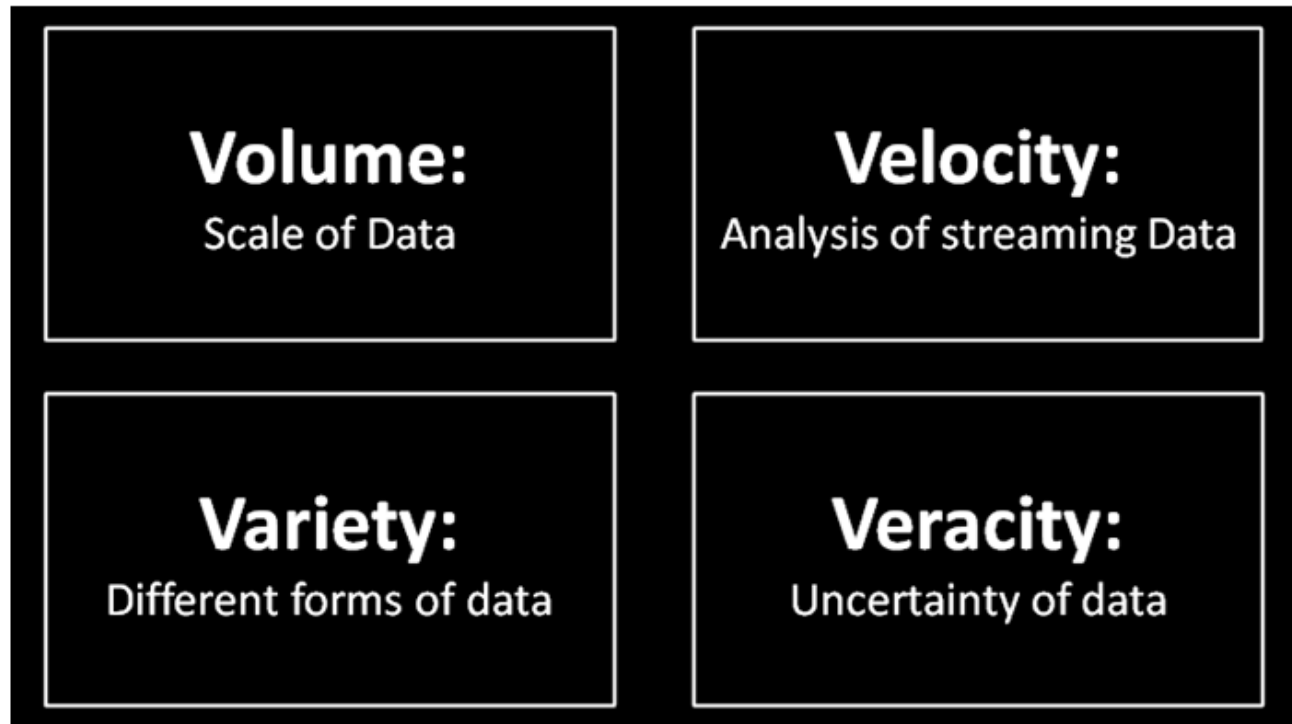 Volume:
Scale of Data
Velocity:
Analysis of streaming Data
Variety:
Different forms of data
Veracity:
Uncertainty of data